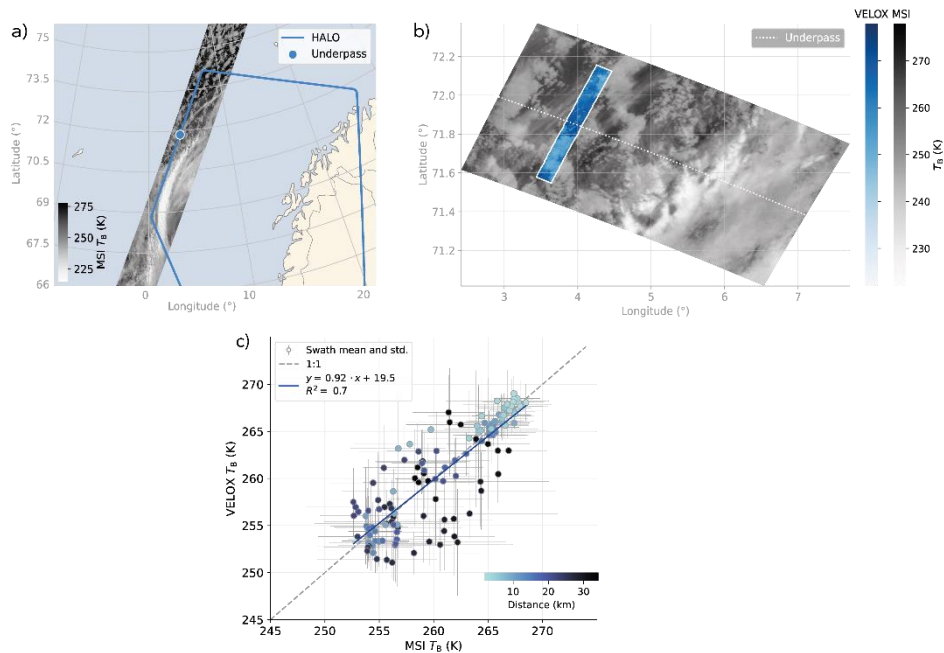 a)
HALO
Underpass
75
73.5
72
70.5
69
67.5
66
Latitude (°)
275
250
225
MSI T_B (K)
0
10
20
Longitude (°)
b)
Underpass
72.2
72.0
71.8
71.6
71.4
71.2
Latitude (°)
3
4
5
6
7
Longitude (°)
VELOX MSI
270
260
250
240
230
T_B (K)
c)
Swath mean and std.
1:1
y = 0.92 · x + 19.5
R² = 0.7
270
265
260
255
250
245
VELOX T_B (K)
10 20 30
Distance (km)
245 250 255 260 265 270
MSI T_B (K)